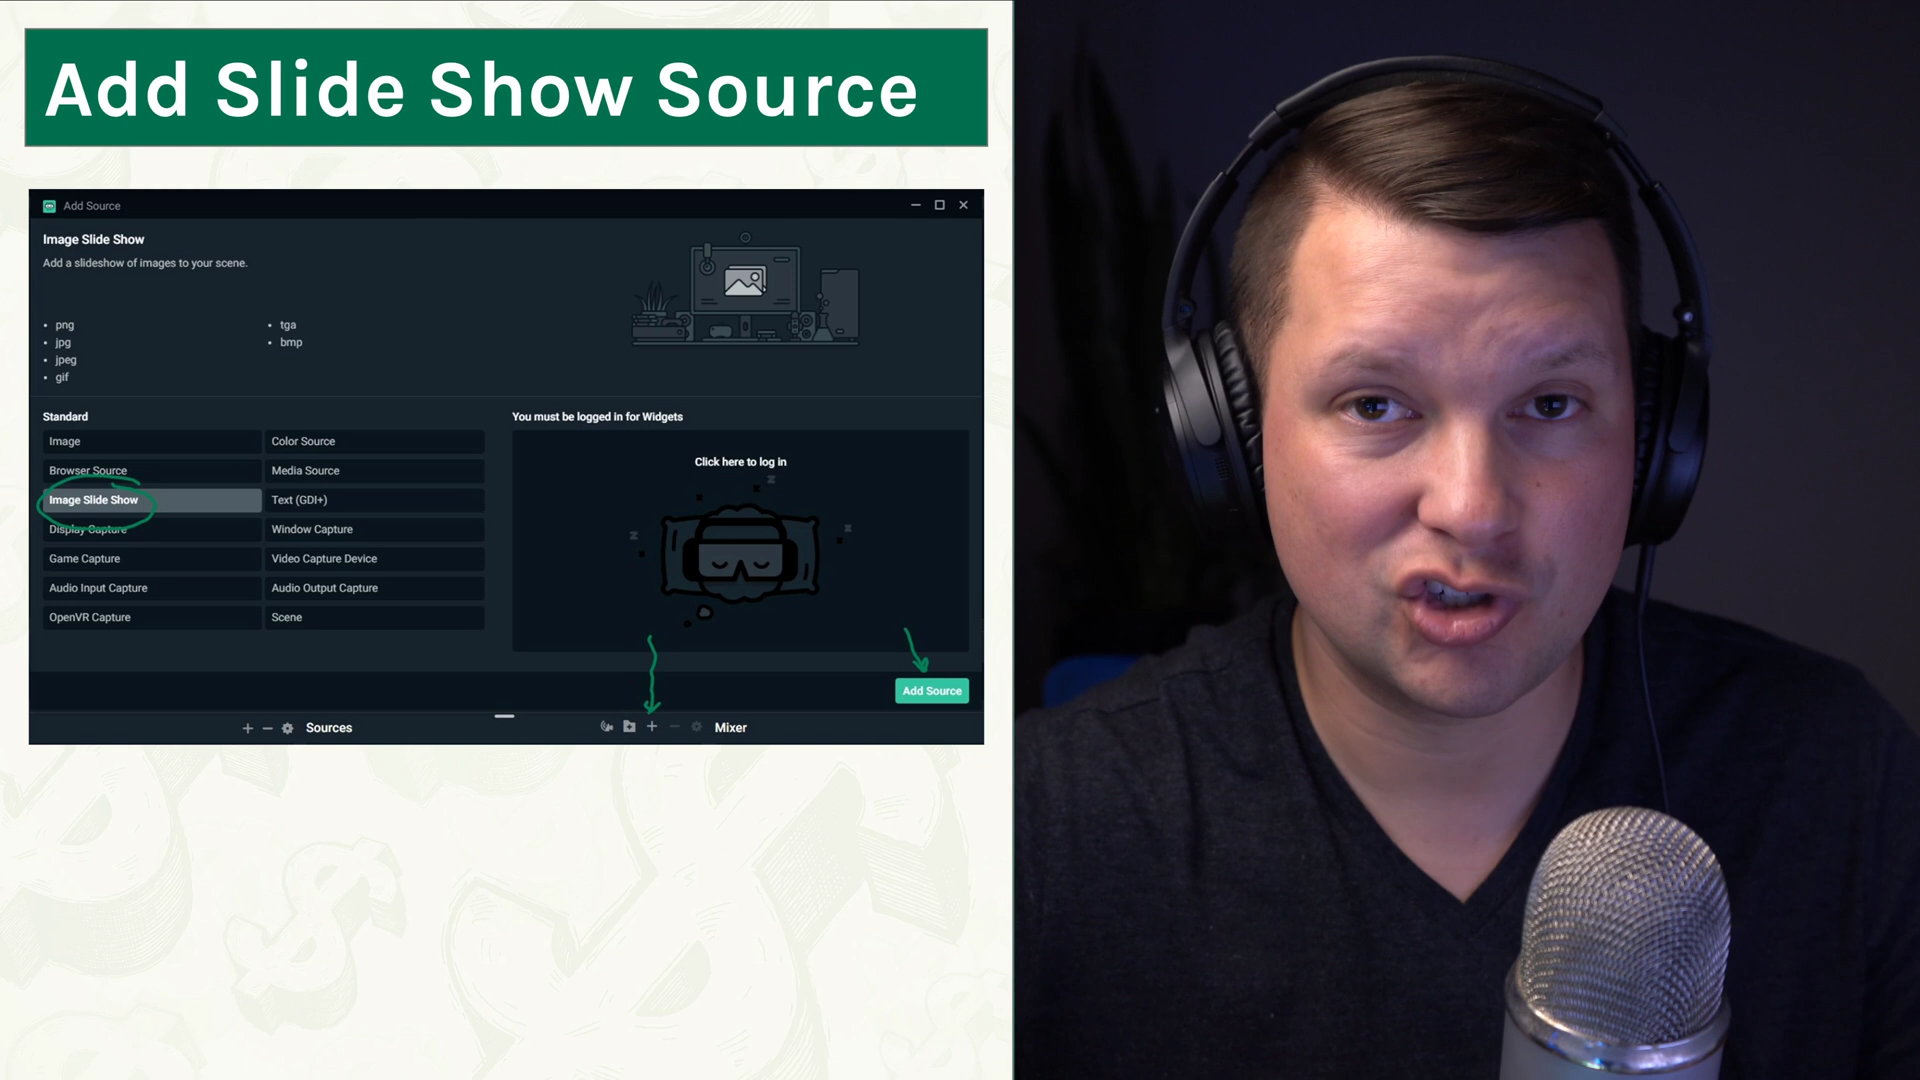 Add Slide Show Source
Add Source
Image Slide Show
Add a slideshow of images to your scene.
• png
• jpg
• jpeg
• gif
• tga
• bmp
Standard
Image
Color Source
Browser Source
Media Source
Image Slide Show
Text (GDI+)
Display Capture
Window Capture
Game Capture
Video Capture Device
Audio Input Capture
Audio Output Capture
OpenVR Capture
Scene
You must be logged in for Widgets
Click here to log in
z
z
z
Add Source
Sources
Mixer